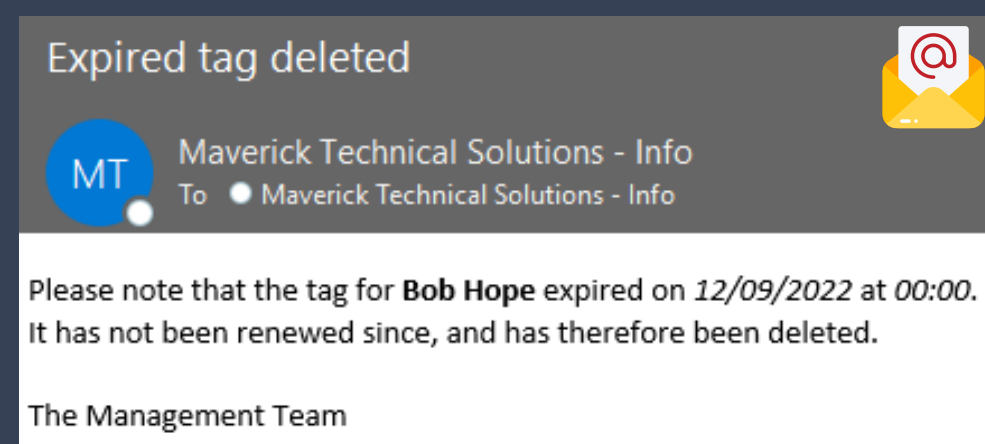 Expired tag deleted
@
MT
Maverick Technical Solutions - Info
To Maverick Technical Solutions - Info
Please note that the tag for Bob Hope expired on 12/09/2022 at 00:00.
It has not been renewed since, and has therefore been deleted.
The Management Team